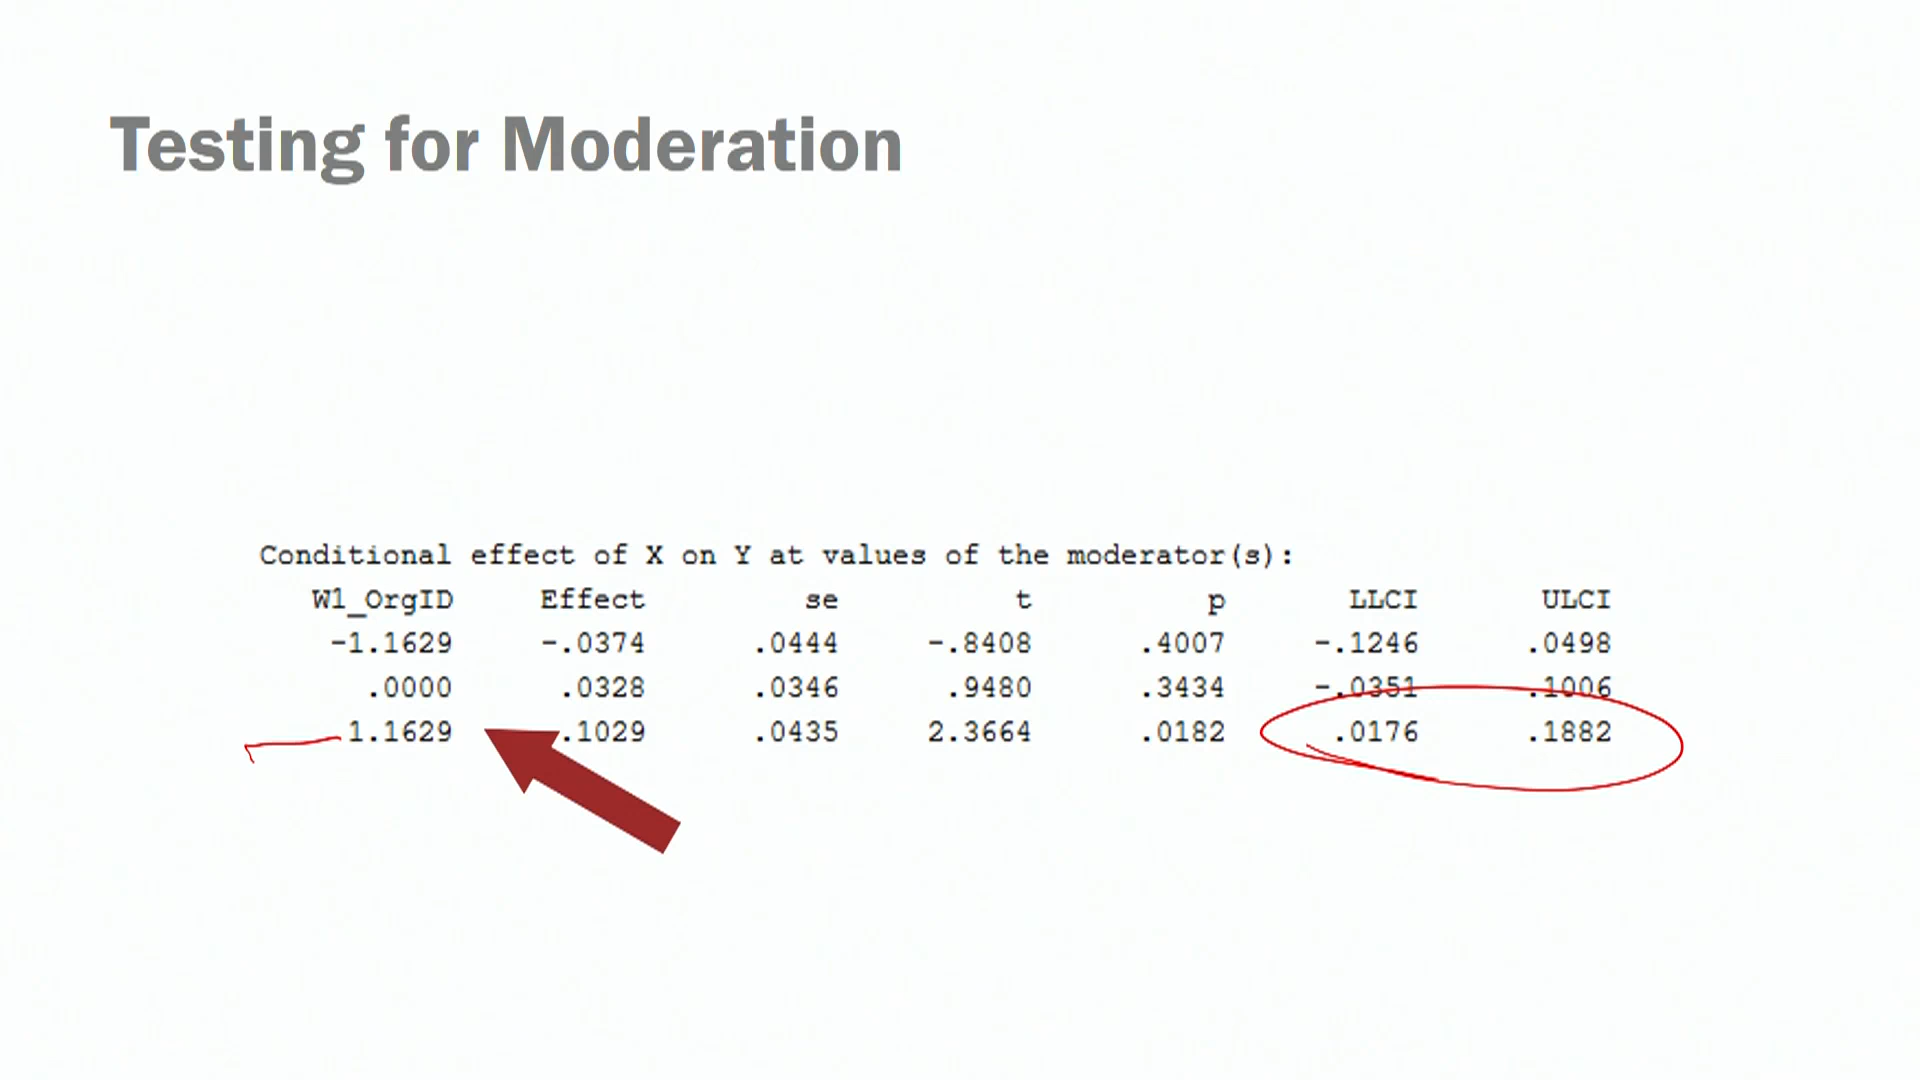 Testing for Moderation
Conditional effect of X on Y at values of the moderator(s):
W1_OrgID Effect se t p LLCI ULCI
-1.1629 -.0374 .0444 -.8408 .4007 -.1246 .0498
.0000 .0328 .0346 .9480 .3434 -.0351 .1006
1.1629 .1029 .0435 2.3664 .0182 .0176 .1882